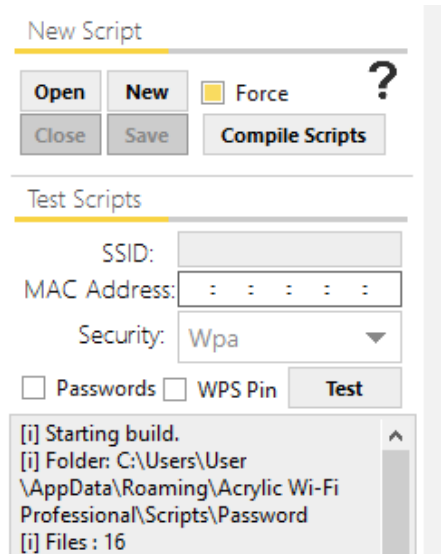 New Script
Open New Force ?
Close Save Compile Scripts
Test Scripts
SSID:
MAC Address: : : : : :
Security: Wpa
Passwords WPS Pin Test
[i] Starting build.
[i] Folder: C:\Users\User
\AppData\Roaming\Acrylic Wi-Fi
Professional\Scripts\Password
[i] Files : 16